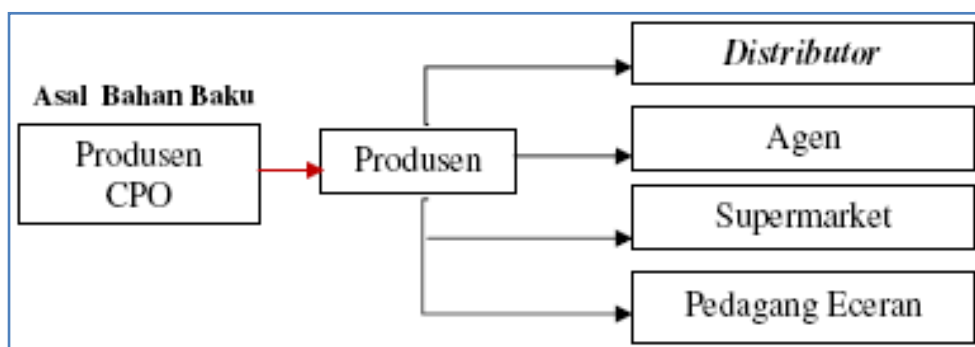 Asal Bahan Baku
Produsen
CPO
Produsen
Distributor
Agen
Supermarket
Pedagang Eceran